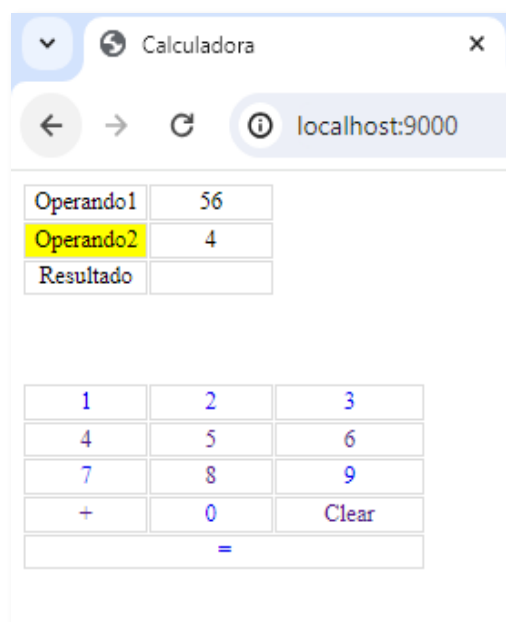 Calculadora
localhost:9000
Operando1 56
Operando2 4
Resultado
1 2 3
4 5 6
7 8 9
+ 0 Clear
=